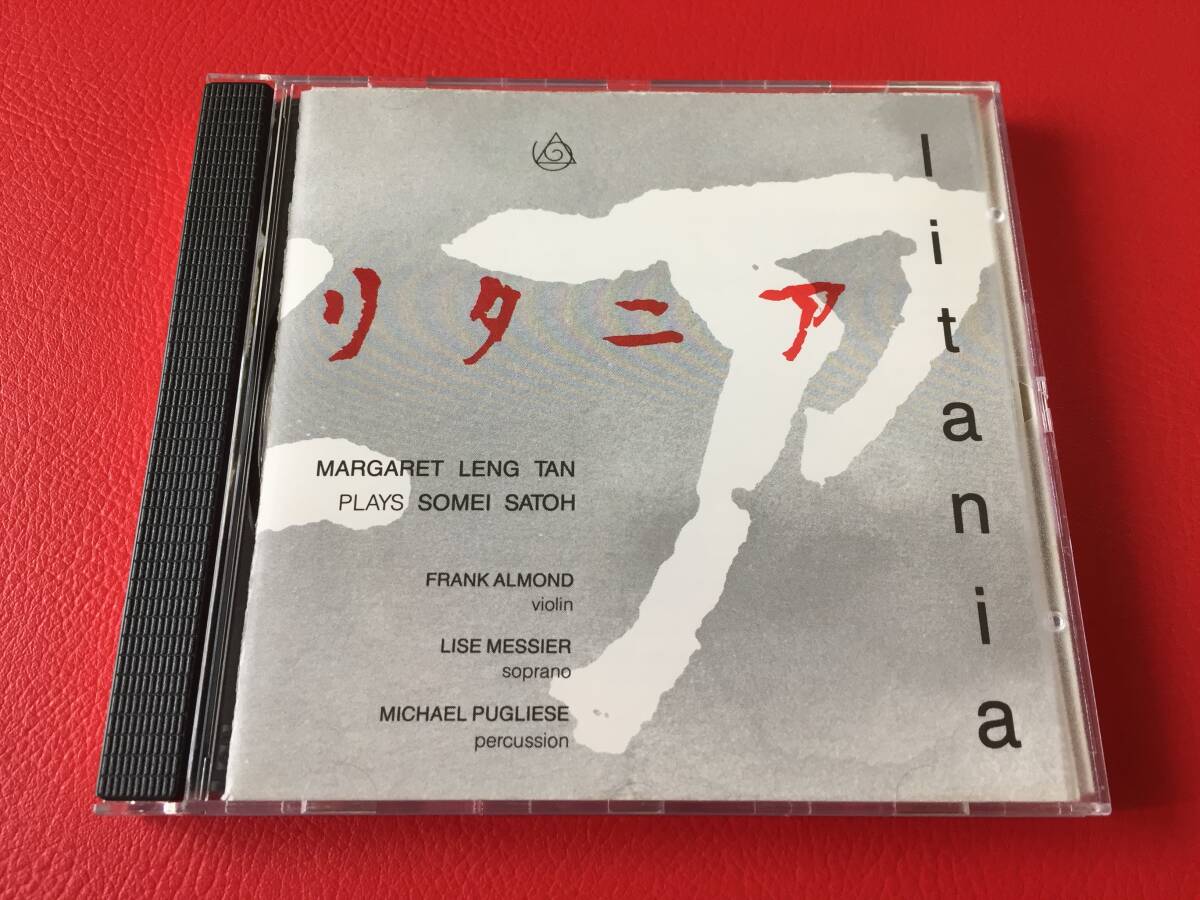 リタニア
litania
MARGARET LENG TAN
PLAYS SOMEI SATOH
FRANK ALMOND
violin
LISE MESSIER
soprano
MICHAEL PUGLIESE
percussion